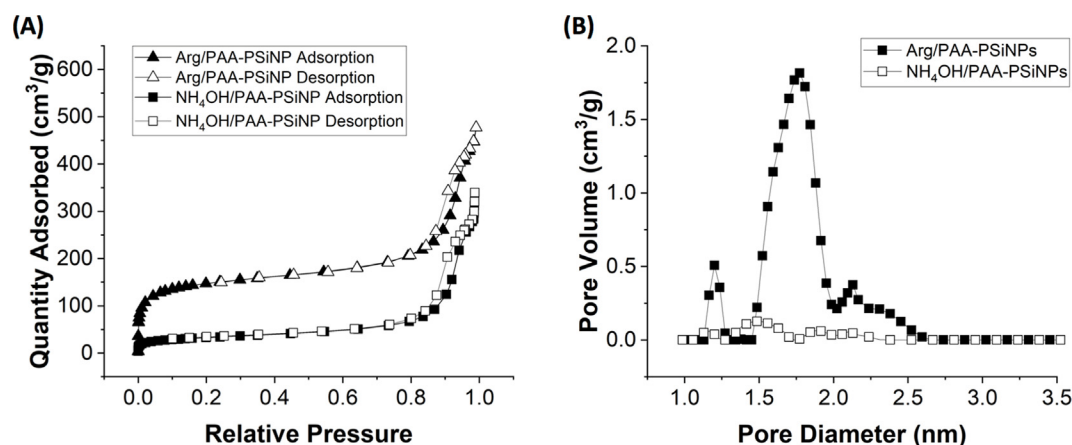 (A)
Quantity Adsorbed (cm³/g)
600
500
400
300
200
100
0
Arg/PAA-PSiNP Adsorption
Arg/PAA-PSiNP Desorption
NH₄OH/PAA-PSiNP Adsorption
NH₄OH/PAA-PSiNP Desorption
0.0 0.2 0.4 0.6 0.8 1.0
Relative Pressure
(B)
Pore Volume (cm³/g)
2.0
1.5
1.0
0.5
0.0
Arg/PAA-PSiNPs
NH₄OH/PAA-PSiNPs
1.0 1.5 2.0 2.5 3.0 3.5
Pore Diameter (nm)